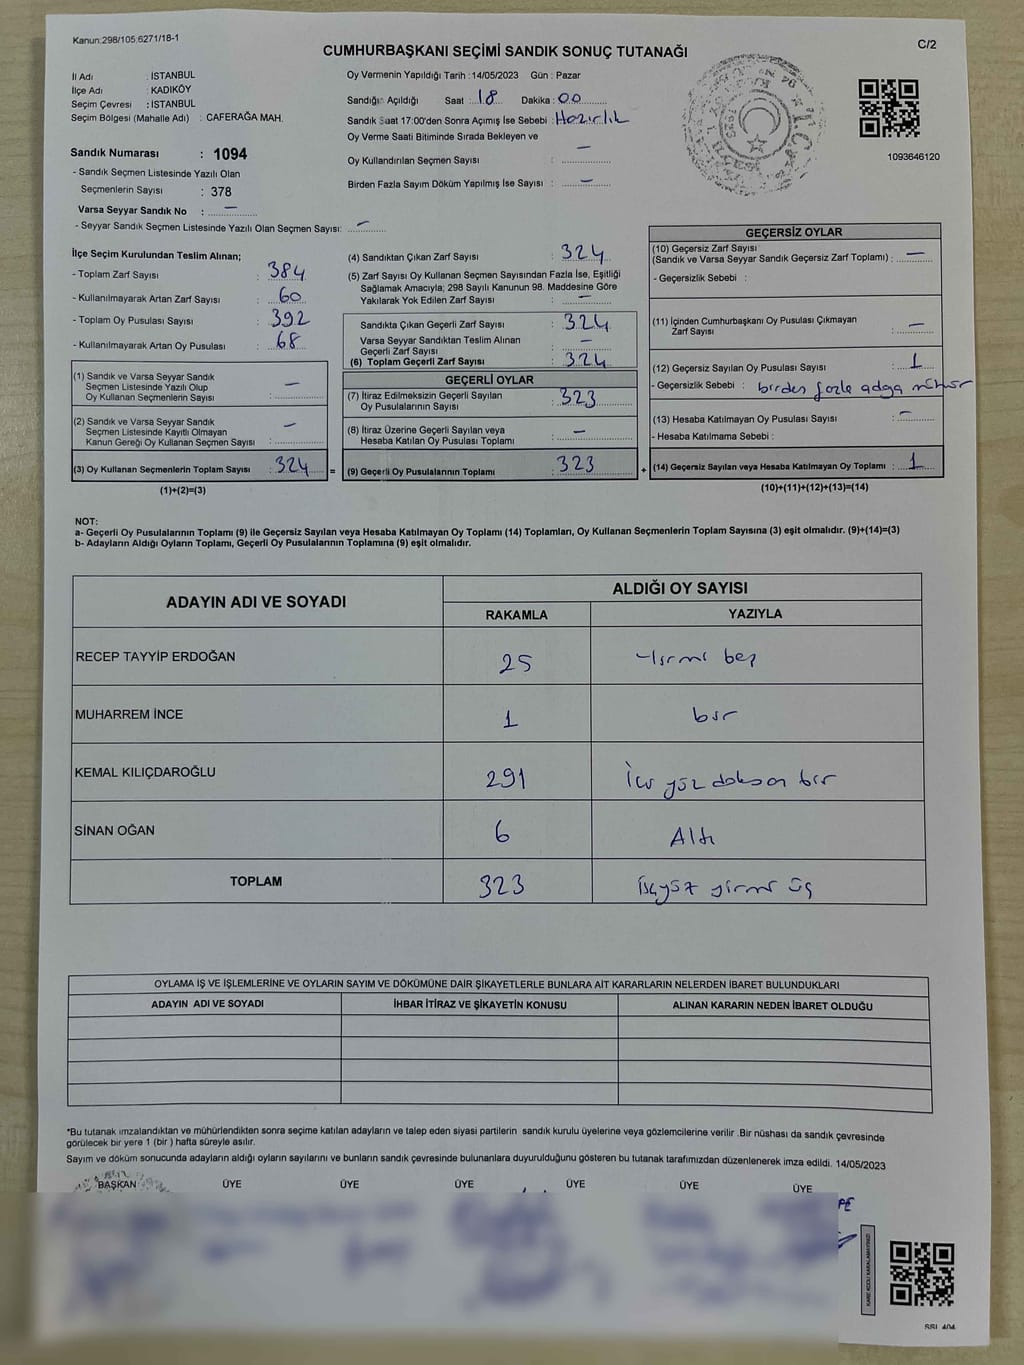 Kanun:298/105;6271/18-1
C/2
CUMHURBAŞKANI SEÇİMİ SANDIK SONUÇ TUTANAĞI
İl Adı : İSTANBUL
İlçe Adı : KADIKÖY
Seçim Çevresi : İSTANBUL
Seçim Bölgesi (Mahalle Adı) : CAFERAĞA MAH.
Sandık Numarası : 1094
- Sandık Seçmen Listesinde Yazılı Olan
Seçmenlerin Sayısı : 378
Varsa Seyyar Sandık No : —
- Seyyar Sandık Seçmen Listesinde Yazılı Olan Seçmen Sayısı: —
Oy Vermenin Yapıldığı Tarih :14/05/2023 Gün : Pazar
Sandığın Açıldığı Saat : 18 Dakika : 00
Sandık Saat 17:00'den Sonra Açımış İse Sebebi : Hazırlık
Oy Verme Saati Bitiminde Sırada Bekleyen ve
Oy Kullandırılan Seçmen Sayısı : —
Birden Fazla Sayım Döküm Yapılmış İse Sayısı : —
1093646120
İlçe Seçim Kurulundan Teslim Alınan;
- Toplam Zarf Sayısı : 384
- Kullanılmayarak Artan Zarf Sayısı : 60
- Toplam Oy Pusulası Sayısı : 392
- Kullanılmayarak Artan Oy Pusulası : 68
(1) Sandık ve Varsa Seyyar Sandık
Seçmen Listesinde Yazılı Olup
Oy Kullanan Seçmenlerin Sayısı : —
(2) Sandık ve Varsa Seyyar Sandık
Seçmen Listesinde Kayıtlı Olmayan
Kanun Gereği Oy Kullanan Seçmen Sayısı : —
(3) Oy Kullanan Seçmenlerin Toplam Sayısı : 324 =
(1)+(2)=(3)
(4) Sandıktan Çıkan Zarf Sayısı : 324
(5) Zarf Sayısı Oy Kullanan Seçmen Sayısından Fazla İse, Eşitliği
Sağlamak Amacıyla; 298 Sayılı Kanunun 98. Maddesine Göre
Yakılarak Yok Edilen Zarf Sayısı : —
Sandıkta Çıkan Geçerli Zarf Sayısı : 324
Varsa Seyyar Sandıktan Teslim Alınan
Geçerli Zarf Sayısı : —
(6) Toplam Geçerli Zarf Sayısı : 324
GEÇERLİ OYLAR
(7) İtiraz Edilmeksizin Geçerli Sayılan
Oy Pusulalarının Sayısı : 323
(8) İtiraz Üzerine Geçerli Sayılan veya
Hesaba Katılan Oy Pusulası Toplamı : —
(9) Geçerli Oy Pusulalarının Toplamı : 323 +
GEÇERSİZ OYLAR
(10) Geçersiz Zarf Sayısı
(Sandık ve Varsa Seyyar Sandık Geçersiz Zarf Toplamı) : —
- Geçersizlik Sebebi :
(11) İçinden Cumhurbaşkanı Oy Pusulası Çıkmayan
Zarf Sayısı : —
(12) Geçersiz Sayılan Oy Pusulası Sayısı : 1
- Geçersizlik Sebebi : birden fazla adaya mühür
(13) Hesaba Katılmayan Oy Pusulası Sayısı : —
- Hesaba Katılmama Sebebi :
(14) Geçersiz Sayılan veya Hesaba Katılmayan Oy Toplamı : 1
(10)+(11)+(12)+(13)=(14)
NOT:
a- Geçerli Oy Pusulalarının Toplamı (9) ile Geçersiz Sayılan veya Hesaba Katılmayan Oy Toplamı (14) Toplamları, Oy Kullanan Seçmenlerin Toplam Sayısına (3) eşit olmalıdır. (9)+(14)=(3)
b- Adayların Aldığı Oyların Toplamı, Geçerli Oy Pusulalarının Toplamına (9) eşit olmalıdır.
ADAYIN ADI VE SOYADI ALDIĞI OY SAYISI
RAKAMLA YAZIYLA
RECEP TAYYİP ERDOĞAN 25 Yirmi beş
MUHARREM İNCE 1 bir
KEMAL KILIÇDAROĞLU 291 İki yüz doksan bir
SİNAN OĞAN 6 Altı
TOPLAM 323 üçyüz yirmi üç
OYLAMA İŞ VE İŞLEMLERİNE VE OYLARIN SAYIM VE DÖKÜMÜNE DAİR ŞİKAYETLERLE BUNLARA AİT KARARLARIN NELERDEN İBARET BULUNDUKLARI
ADAYIN ADI VE SOYADI İHBAR İTİRAZ VE ŞİKAYETİN KONUSU ALINAN KARARIN NEDEN İBARET OLDUĞU
*Bu tutanak imzalandıktan ve mühürlendikten sonra seçime katılan adayların ve talep eden siyasi partilerin sandık kurulu üyelerine veya gözlemcilerine verilir .Bir nüshası da sandık çevresinde
görülecek bir yere 1 (bir ) hafta süreyle asılır.
Sayım ve döküm sonucunda adayların aldığı oyların sayılarını ve bunların sandık çevresinde bulunanlara duyurulduğunu gösteren bu tutanak tarafımızdan düzenlenerek imza edildi. 14/05/2023
BAŞKAN ÜYE ÜYE ÜYE ÜYE ÜYE ÜYE
KARE KODU KARALAMAYINIZ!